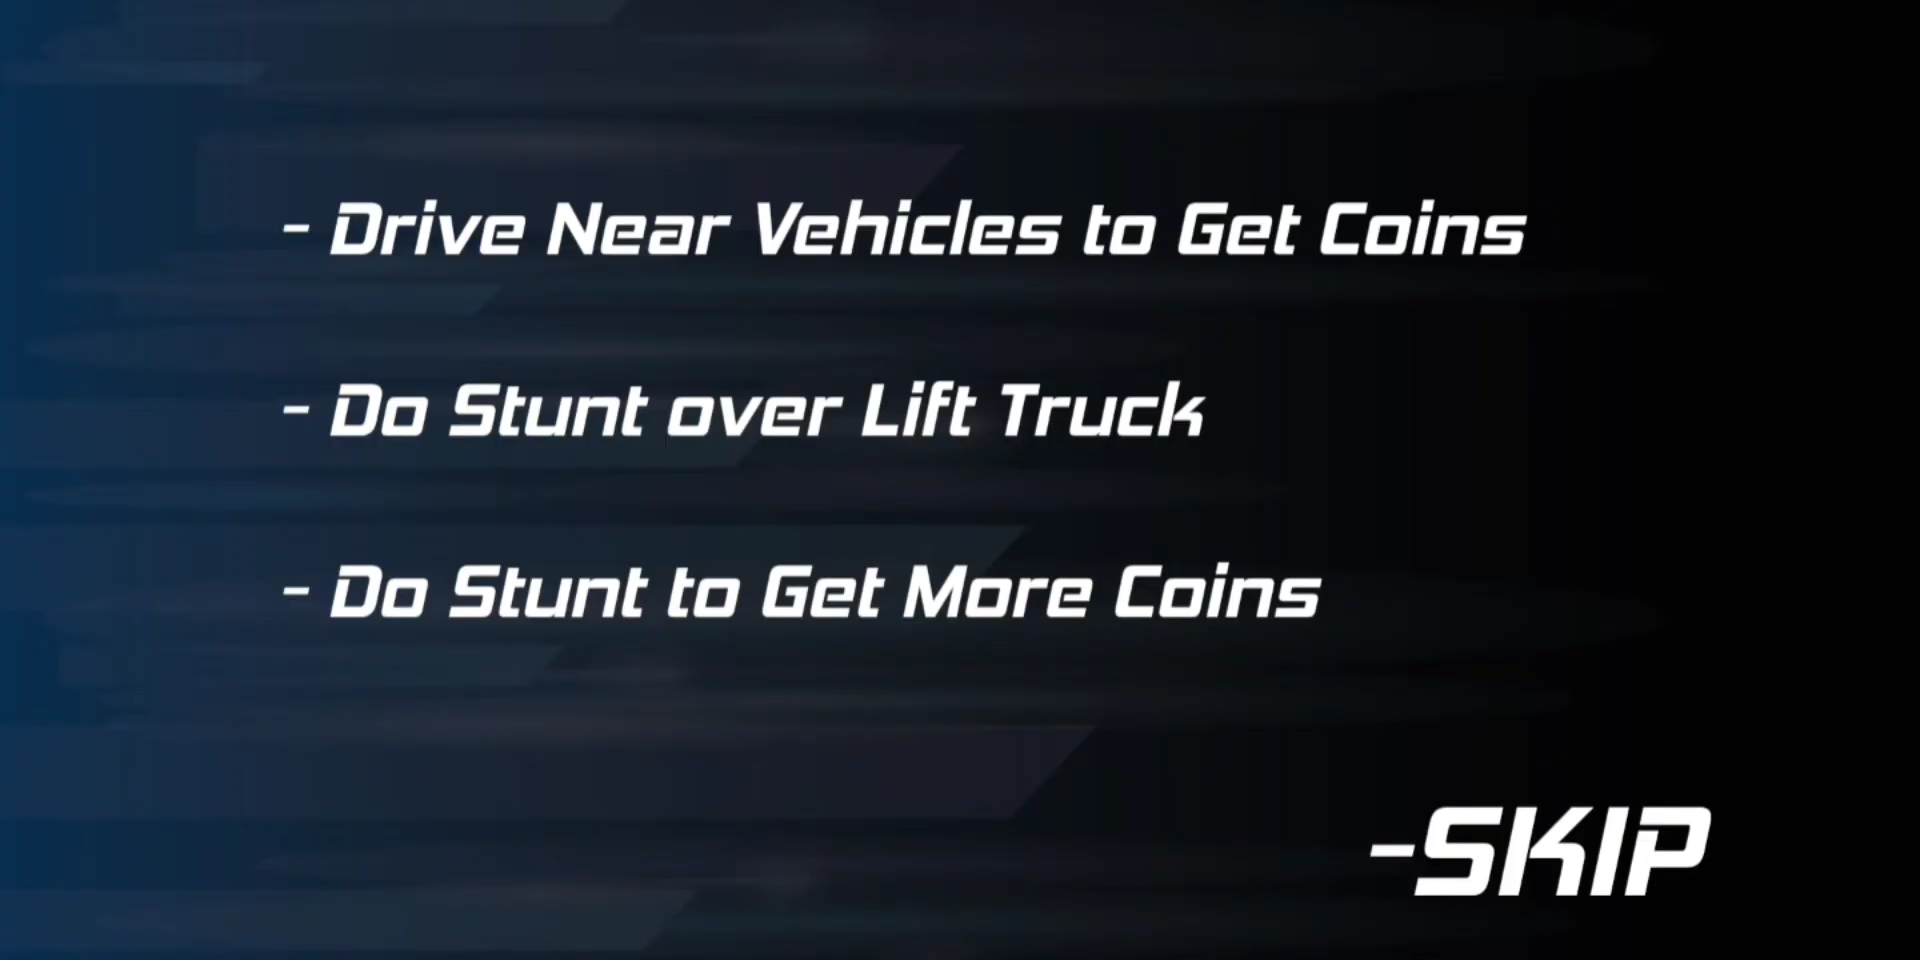 - Drive Near Vehicles to Get Coins
- Do Stunt over Lift Truck
- Do Stunt to Get More Coins
-SKIP